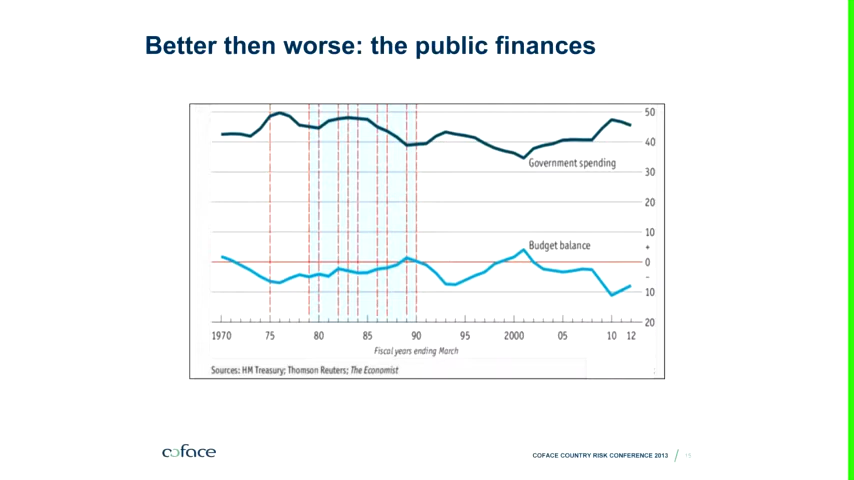 Better then worse: the public finances
50
40
Government spending
30
20
10
Budget balance
+
0
-
10
20
1970 75 80 85 90 95 2000 05 10 12
Fiscal years ending March
Sources: HM Treasury; Thomson Reuters; The Economist
coface
COFACE COUNTRY RISK CONFERENCE 2013 /